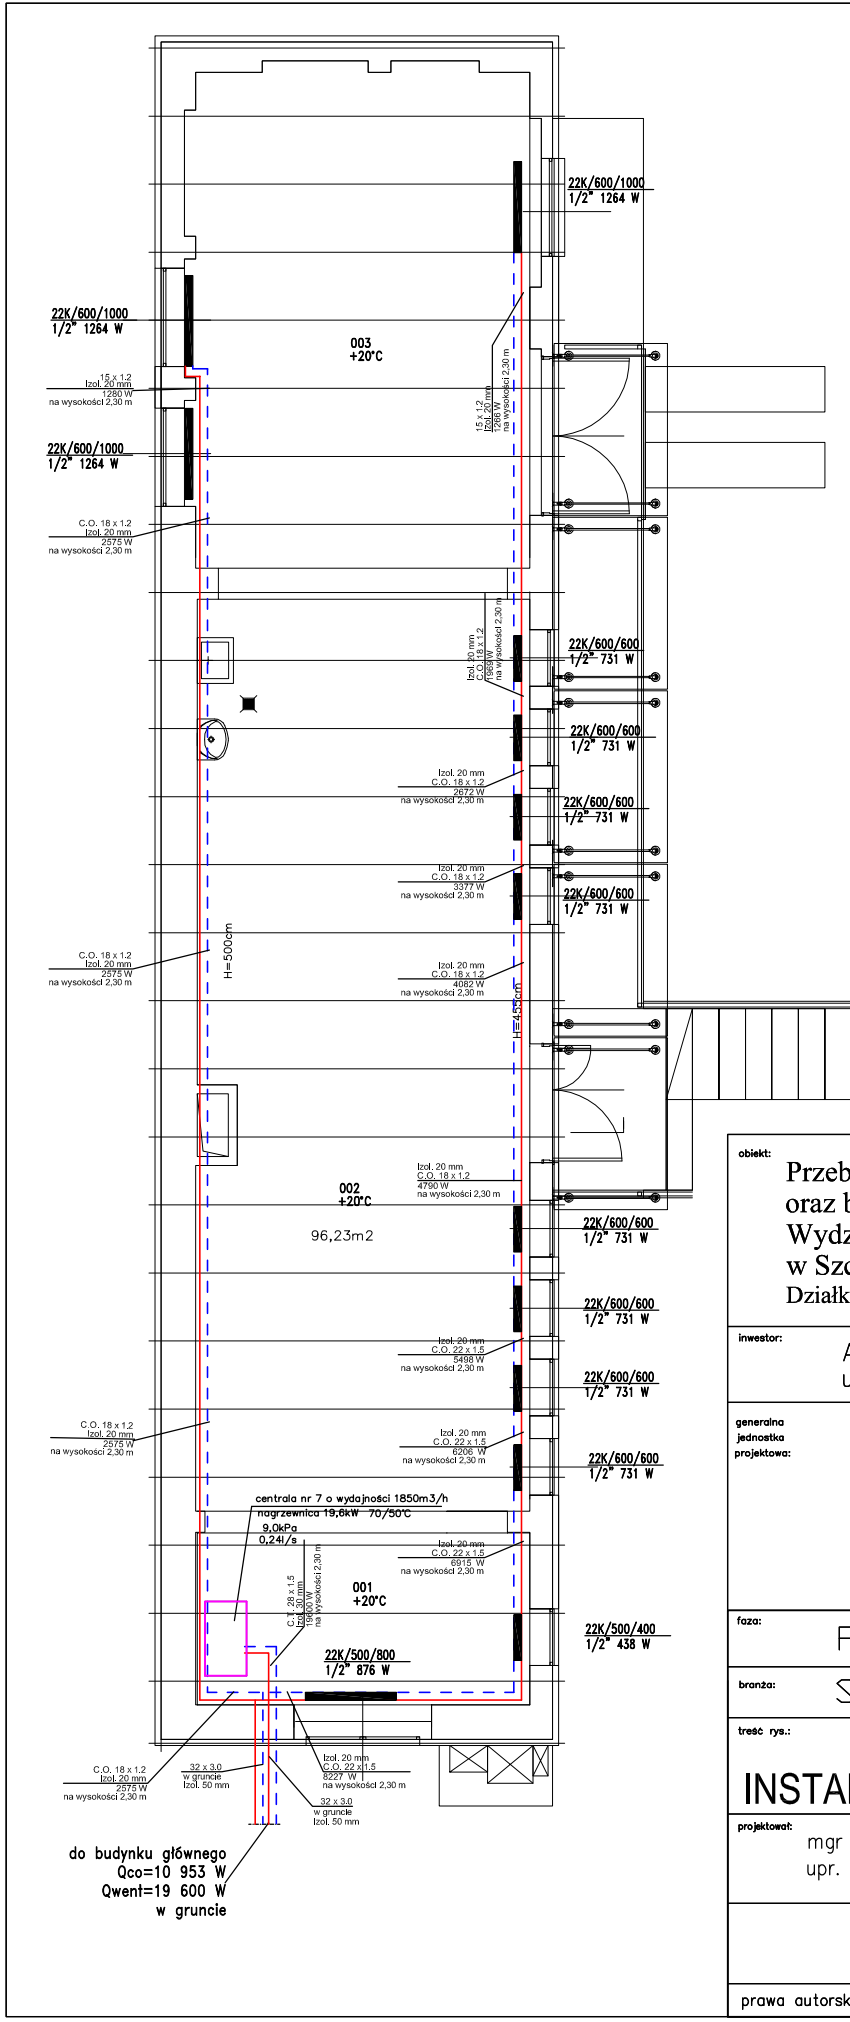 22K/600/1000
1/2" 1264 W
22K/600/1000
1/2" 1264 W
003
+20°C
15 x 1.2
Izol. 20 mm
1266 W
na wysokości 2,30 m
15 x 1.2
Izol. 20 mm
1280 W
na wysokości 2,30 m
22K/600/1000
1/2" 1264 W
C.O. 18 x 1.2
Izol. 20 mm
2575 W
na wysokości 2,30 m
Izol. 20 mm
C.O. 18 x 1.2
1969 W
na wysokości 2,30 m
22K/600/600
1/2" 731 W
22K/600/600
1/2" 731 W
Izol. 20 mm
C.O. 18 x 1.2
2672 W
na wysokości 2,30 m
22K/600/600
1/2" 731 W
Izol. 20 mm
C.O. 18 x 1.2
3377 W
na wysokości 2,30 m
22K/600/600
1/2" 731 W
H=500cm
C.O. 18 x 1.2
Izol. 20 mm
2575 W
na wysokości 2,30 m
Izol. 20 mm
C.O. 18 x 1.2
4082 W
na wysokości 2,30 m
H=455cm
Izol. 20 mm
C.O. 18 x 1.2
4790 W
na wysokości 2,30 m
002
+20°C
96,23m2
22K/600/600
1/2" 731 W
22K/600/600
1/2" 731 W
Izol. 20 mm
C.O. 22 x 1.5
5498 W
na wysokości 2,30 m
22K/600/600
1/2" 731 W
C.O. 18 x 1.2
Izol. 20 mm
2575 W
na wysokości 2,30 m
Izol. 20 mm
C.O. 22 x 1.5
6206 W
na wysokości 2,30 m
22K/600/600
1/2" 731 W
centrala nr 7 o wydajności 1850m3/h
nagrzewnica 19,6kW 70/50°C
9,0kPa
0,24l/s
Izol. 20 mm
C.O. 22 x 1.5
6915 W
na wysokości 2,30 m
C.T. 28 x 1.5
Izol. 30 mm
19600 W
na wysokości 2,30 m
001
+20°C
22K/500/400
1/2" 438 W
22K/500/800
1/2" 876 W
C.O. 18 x 1.2
Izol. 20 mm
2575 W
na wysokości 2,30 m
32 x 3.0
w gruncie
Izol. 50 mm
Izol. 20 mm
C.O. 22 x 1.5
8227 W
na wysokości 2,30 m
32 x 3.0
w gruncie
Izol. 50 mm
do budynku głównego
Qco=10 953 W
Qwent=19 600 W
w gruncie
obiekt:
Przeb
oraz b
Wydz
w Szc
Działk
inwestor:
A
u
generalna
jednostka
projektowa:
faza:
P
branża:
S
treść rys.:
INSTAL
projektował:
mgr
upr.
prawa autorsk